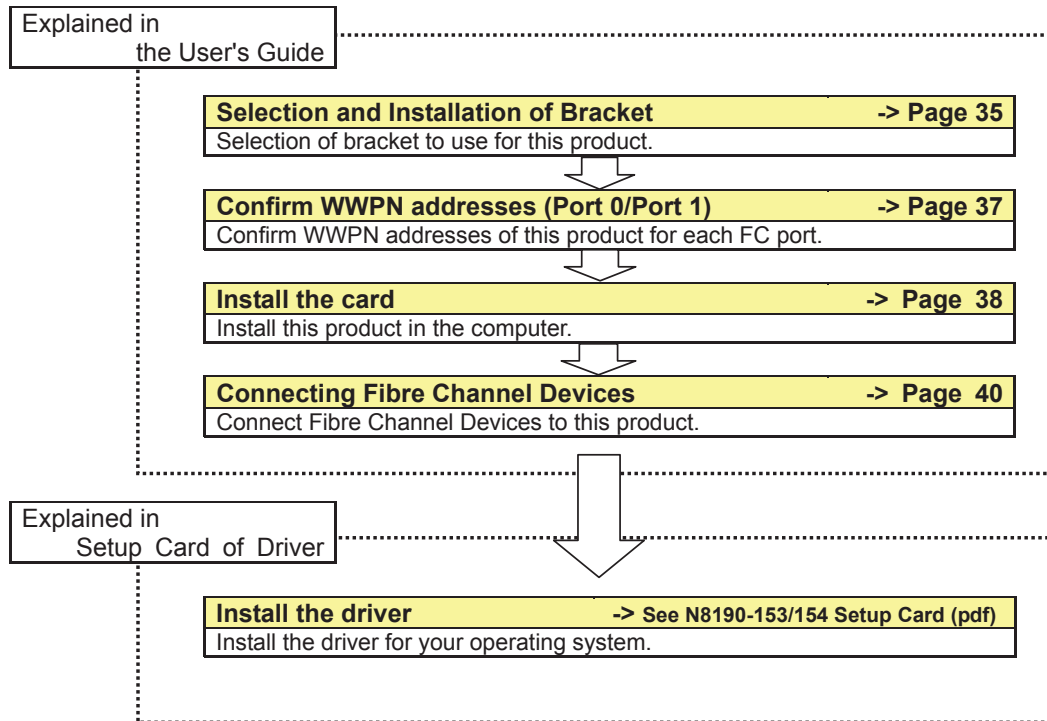 Explained in
the User's Guide
Selection and Installation of Bracket -> Page 35
Selection of bracket to use for this product.
Confirm WWPN addresses (Port 0/Port 1) -> Page 37
Confirm WWPN addresses of this product for each FC port.
Install the card -> Page 38
Install this product in the computer.
Connecting Fibre Channel Devices -> Page 40
Connect Fibre Channel Devices to this product.
Explained in
Setup Card of Driver
Install the driver -> See N8190-153/154 Setup Card (pdf)
Install the driver for your operating system.